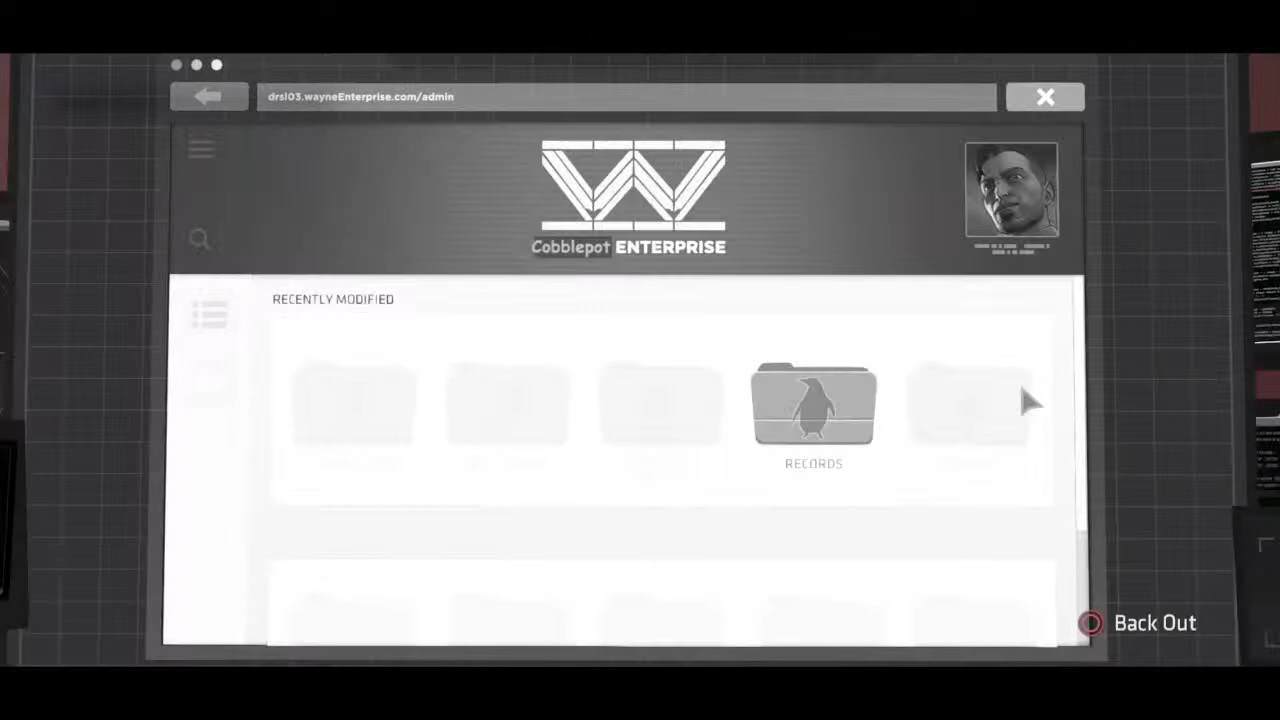 drsl03.wayneEnterprise.com/admin
Cobblepot ENTERPRISE
RECENTLY MODIFIED
RECORDS
Back Out